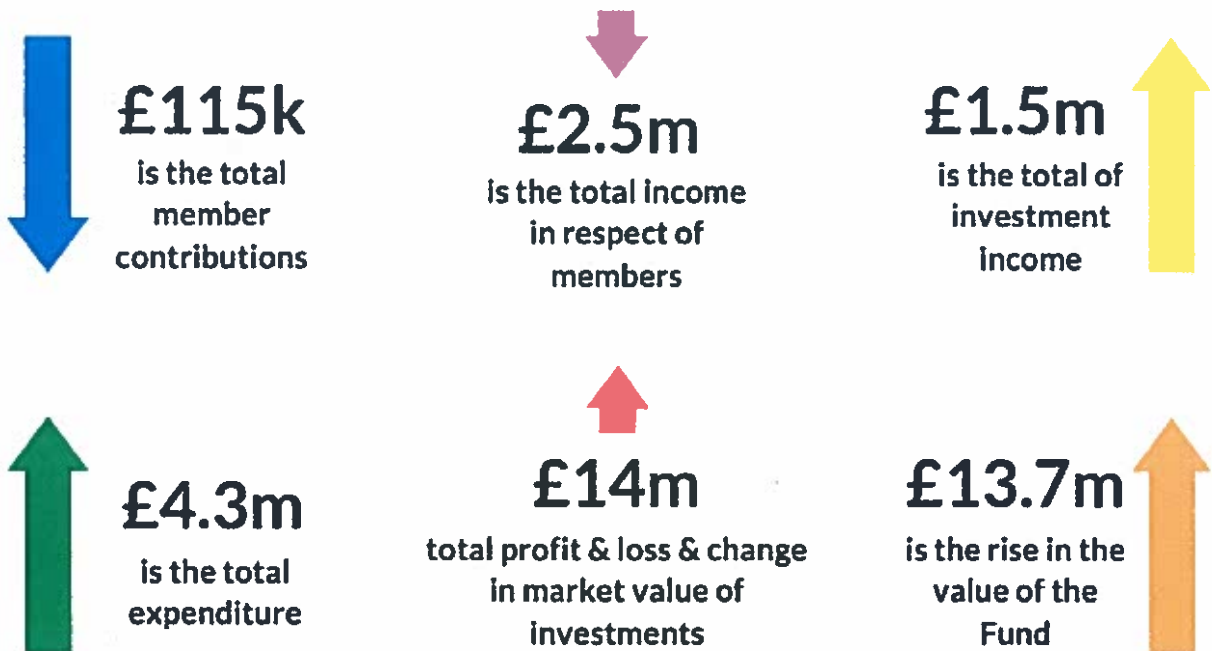 £115k
is the total
member
contributions
£2.5m
is the total income
in respect of
members
£1.5m
is the total of
investment
income
£4.3m
is the total
expenditure
£14m
total profit & loss & change
in market value of
investments
£13.7m
is the rise in the
value of the
Fund